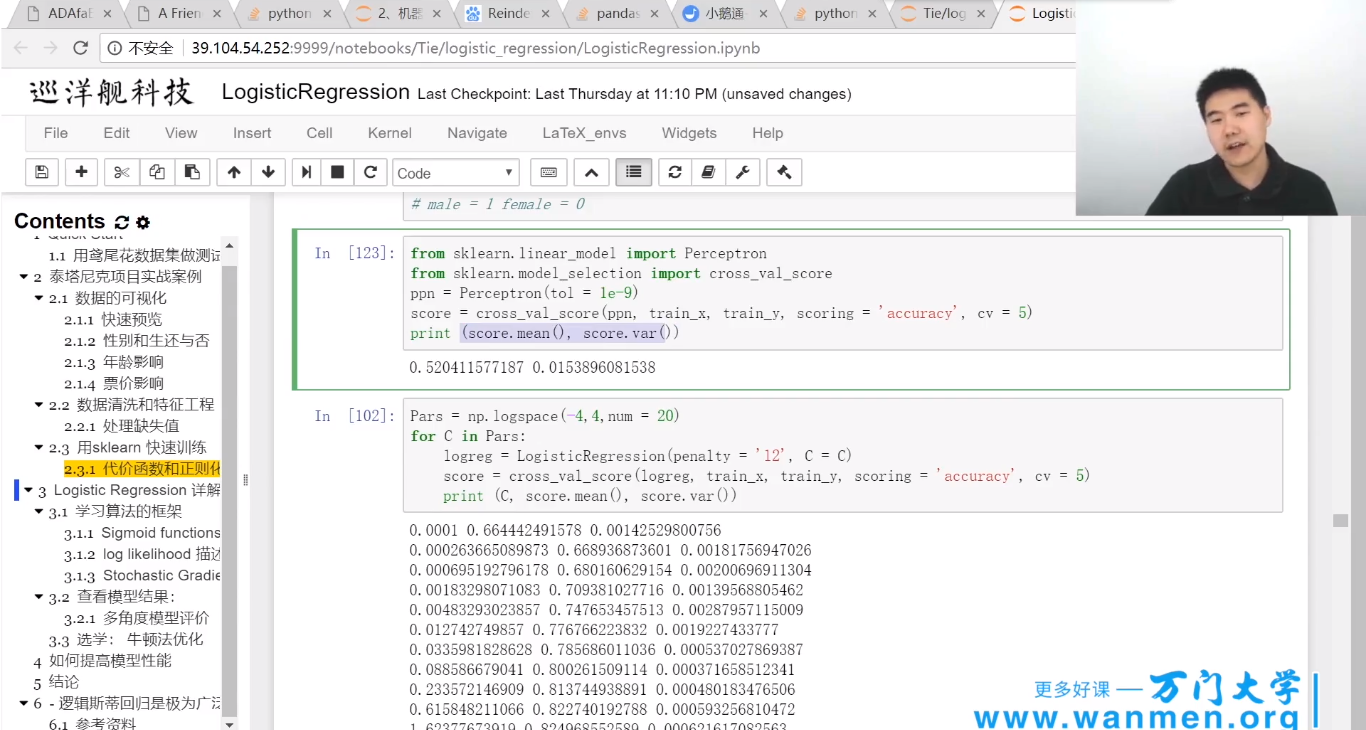 ADAfaE
A Frien
python
2、机器
Reinde
pandas
小鹅通
python
Tie/log
Logisti
不安全 39.104.54.252:9999/notebooks/Tie/logistic_regression/LogisticRegression.ipynb
巡洋舰科技 LogisticRegression Last Checkpoint: Last Thursday at 11:10 PM (unsaved changes)
File Edit View Insert Cell Kernel Navigate LaTeX_envs Widgets Help
Code
Contents
1 Quick Start
1.1 用鸢尾花数据集做测试
2 泰塔尼克项目实战案例
2.1 数据的可视化
2.1.1 快速预览
2.1.2 性别和生还与否
2.1.3 年龄影响
2.1.4 票价影响
2.2 数据清洗和特征工程
2.2.1 处理缺失值
2.3 用sklearn 快速训练
2.3.1 代价函数和正则化
3 Logistic Regression 详解
3.1 学习算法的框架
3.1.1 Sigmoid functions
3.1.2 log likelihood 描述
3.1.3 Stochastic Gradie
3.2 查看模型结果:
3.2.1 多角度模型评价
3.3 选学: 牛顿法优化
4 如何提高模型性能
5 结论
6 - 逻辑斯蒂回归是极为广泛
6.1 参考资料
# male = 1 female = 0
In [123]:
from sklearn.linear_model import Perceptron
from sklearn.model_selection import cross_val_score
ppn = Perceptron(tol = 1e-9)
score = cross_val_score(ppn, train_x, train_y, scoring = 'accuracy', cv = 5)
print (score.mean(), score.var())
0.520411577187 0.0153896081538
In [102]:
Pars = np.logspace(-4,4,num = 20)
for C in Pars:
logreg = LogisticRegression(penalty = 'l2', C = C)
score = cross_val_score(logreg, train_x, train_y, scoring = 'accuracy', cv = 5)
print (C, score.mean(), score.var())
0.0001 0.664442491578 0.00142529800756
0.000263665089873 0.668936873601 0.00181756947026
0.000695192796178 0.680160629154 0.00200696911304
0.00183298071083 0.709381027716 0.00139568805462
0.00483293023857 0.747653457513 0.00287957115009
0.012742749857 0.776766223832 0.0019227433777
0.0335981828628 0.785686011036 0.000537027869387
0.088586679041 0.800261509114 0.000371658512341
0.233572146909 0.813744938891 0.000480183476506
0.615848211066 0.822740192788 0.000593256810472
1.62377673919 0.824968552589 0.000621617082563
更多好课 — 万门大学
www.wanmen.org